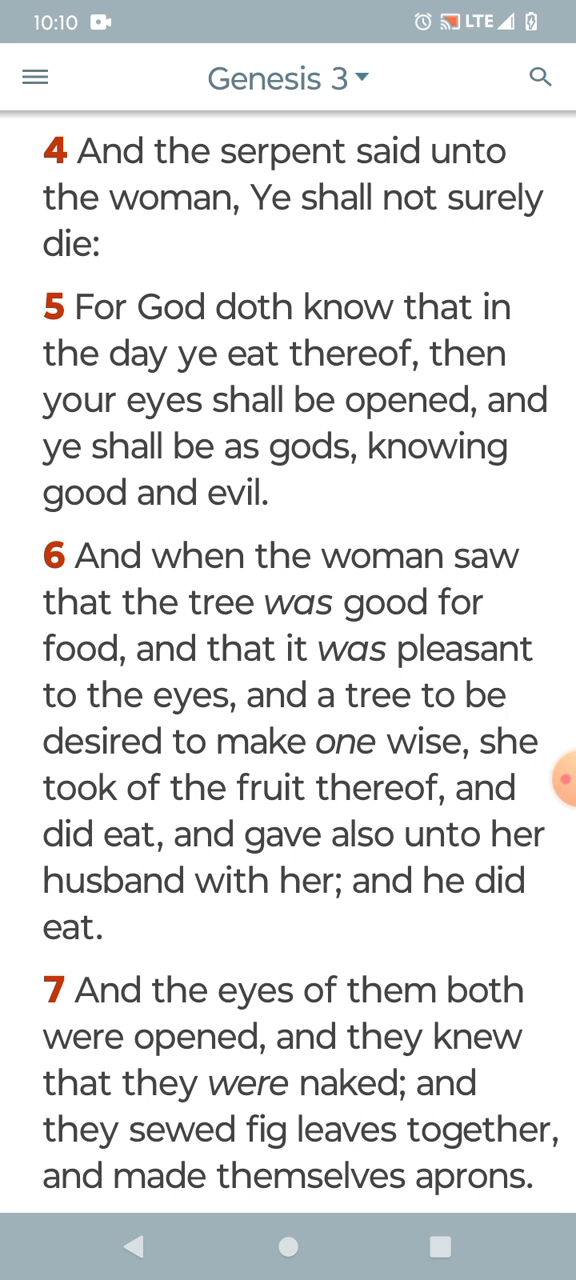 10:10
LTE
Genesis 3
4 And the serpent said unto
the woman, Ye shall not surely
die:
5 For God doth know that in
the day ye eat thereof, then
your eyes shall be opened, and
ye shall be as gods, knowing
good and evil.
6 And when the woman saw
that the tree was good for
food, and that it was pleasant
to the eyes, and a tree to be
desired to make one wise, she
took of the fruit thereof, and
did eat, and gave also unto her
husband with her; and he did
eat.
7 And the eyes of them both
were opened, and they knew
that they were naked; and
they sewed fig leaves together,
and made themselves aprons.